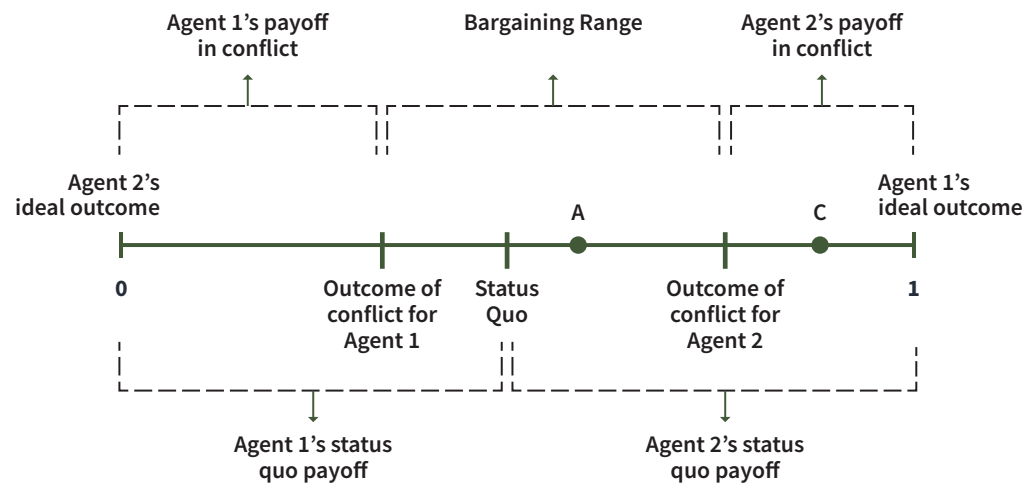 Agent 1’s payoff
in conflict
Bargaining Range
Agent 2’s payoff
in conflict
Agent 2’s
ideal outcome
Agent 1’s
ideal outcome
A
C
0
Outcome of
conflict for
Agent 1
Status
Quo
Outcome of
conflict for
Agent 2
1
Agent 1’s status
quo payoff
Agent 2’s status
quo payoff